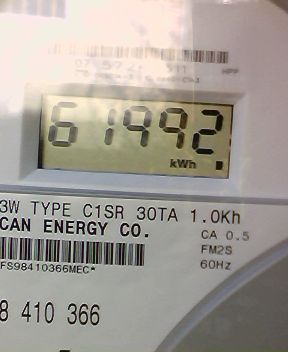 61992
kWh
3W TYPE C1SR 30TA 1.0Kh
CAN ENERGY CO.
CA 0.5
FM2S
60Hz
FS98410366MEC*
8 410 366